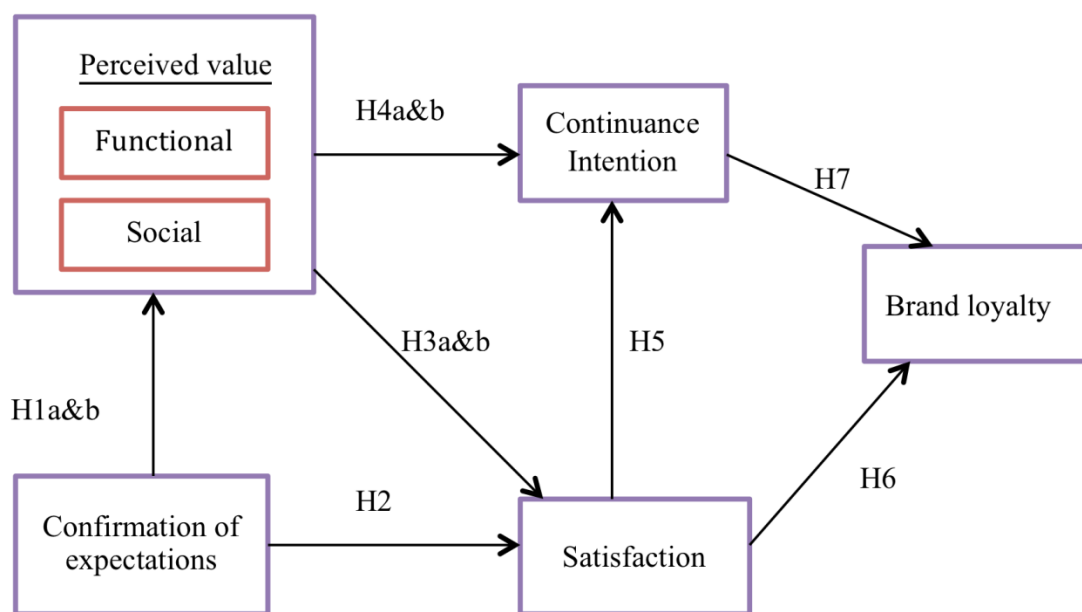 Perceived value
Functional
Social
H4a&b
Continuance
Intention
H7
Brand loyalty
H3a&b
H5
H1a&b
H2
H6
Confirmation of
expectations
Satisfaction